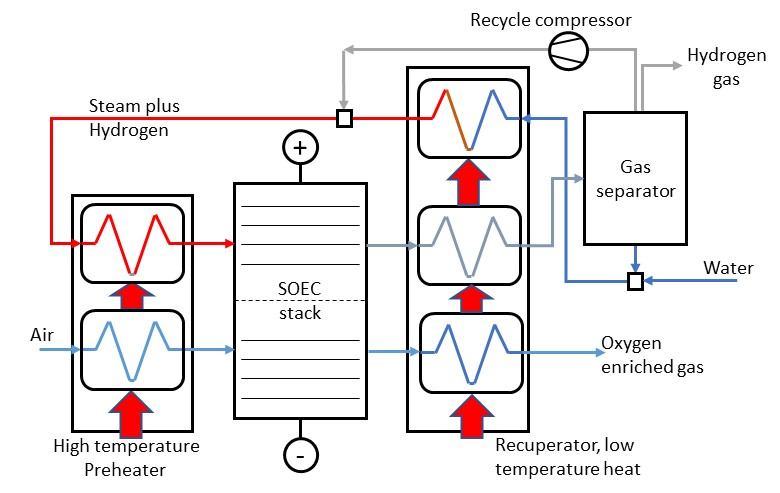 Recycle compressor
Hydrogen
gas
Steam plus
Hydrogen
+
Gas
separator
SOEC
stack
Water
Air
Oxygen
enriched gas
-
High temperature
Preheater
Recuperator, low
temperature heat